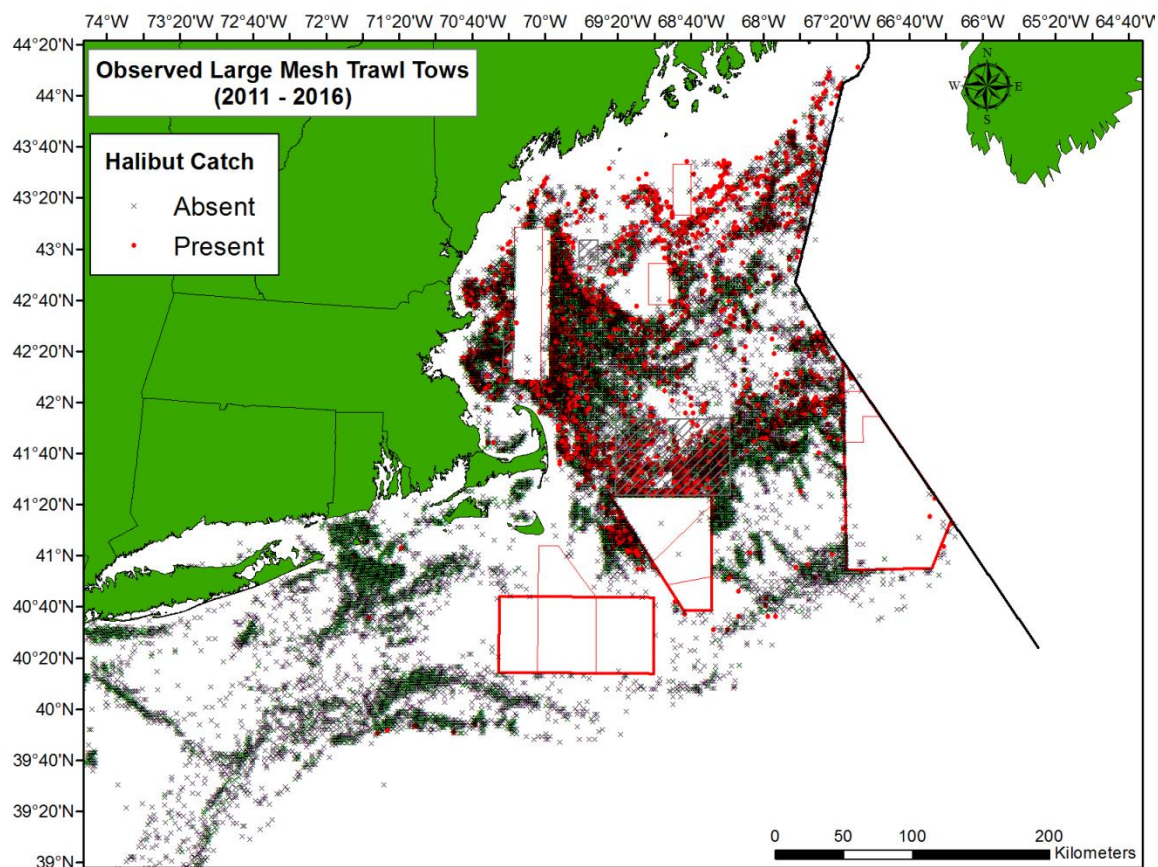 74°W 73°20'W 72°40'W 72°W 71°20'W 70°40'W 70°W 69°20'W 68°40'W 68°W 67°20'W 66°40'W 66°W 65°20'W 64°40'W
44°20'N
44°N
43°40'N
43°20'N
43°N
42°40'N
42°20'N
42°N
41°40'N
41°20'N
41°N
40°40'N
40°20'N
40°N
39°40'N
39°20'N
39°N
Observed Large Mesh Trawl Tows
(2011 - 2016)
Halibut Catch
Absent
Present
N
W E
S
0 50 100 200
Kilometers